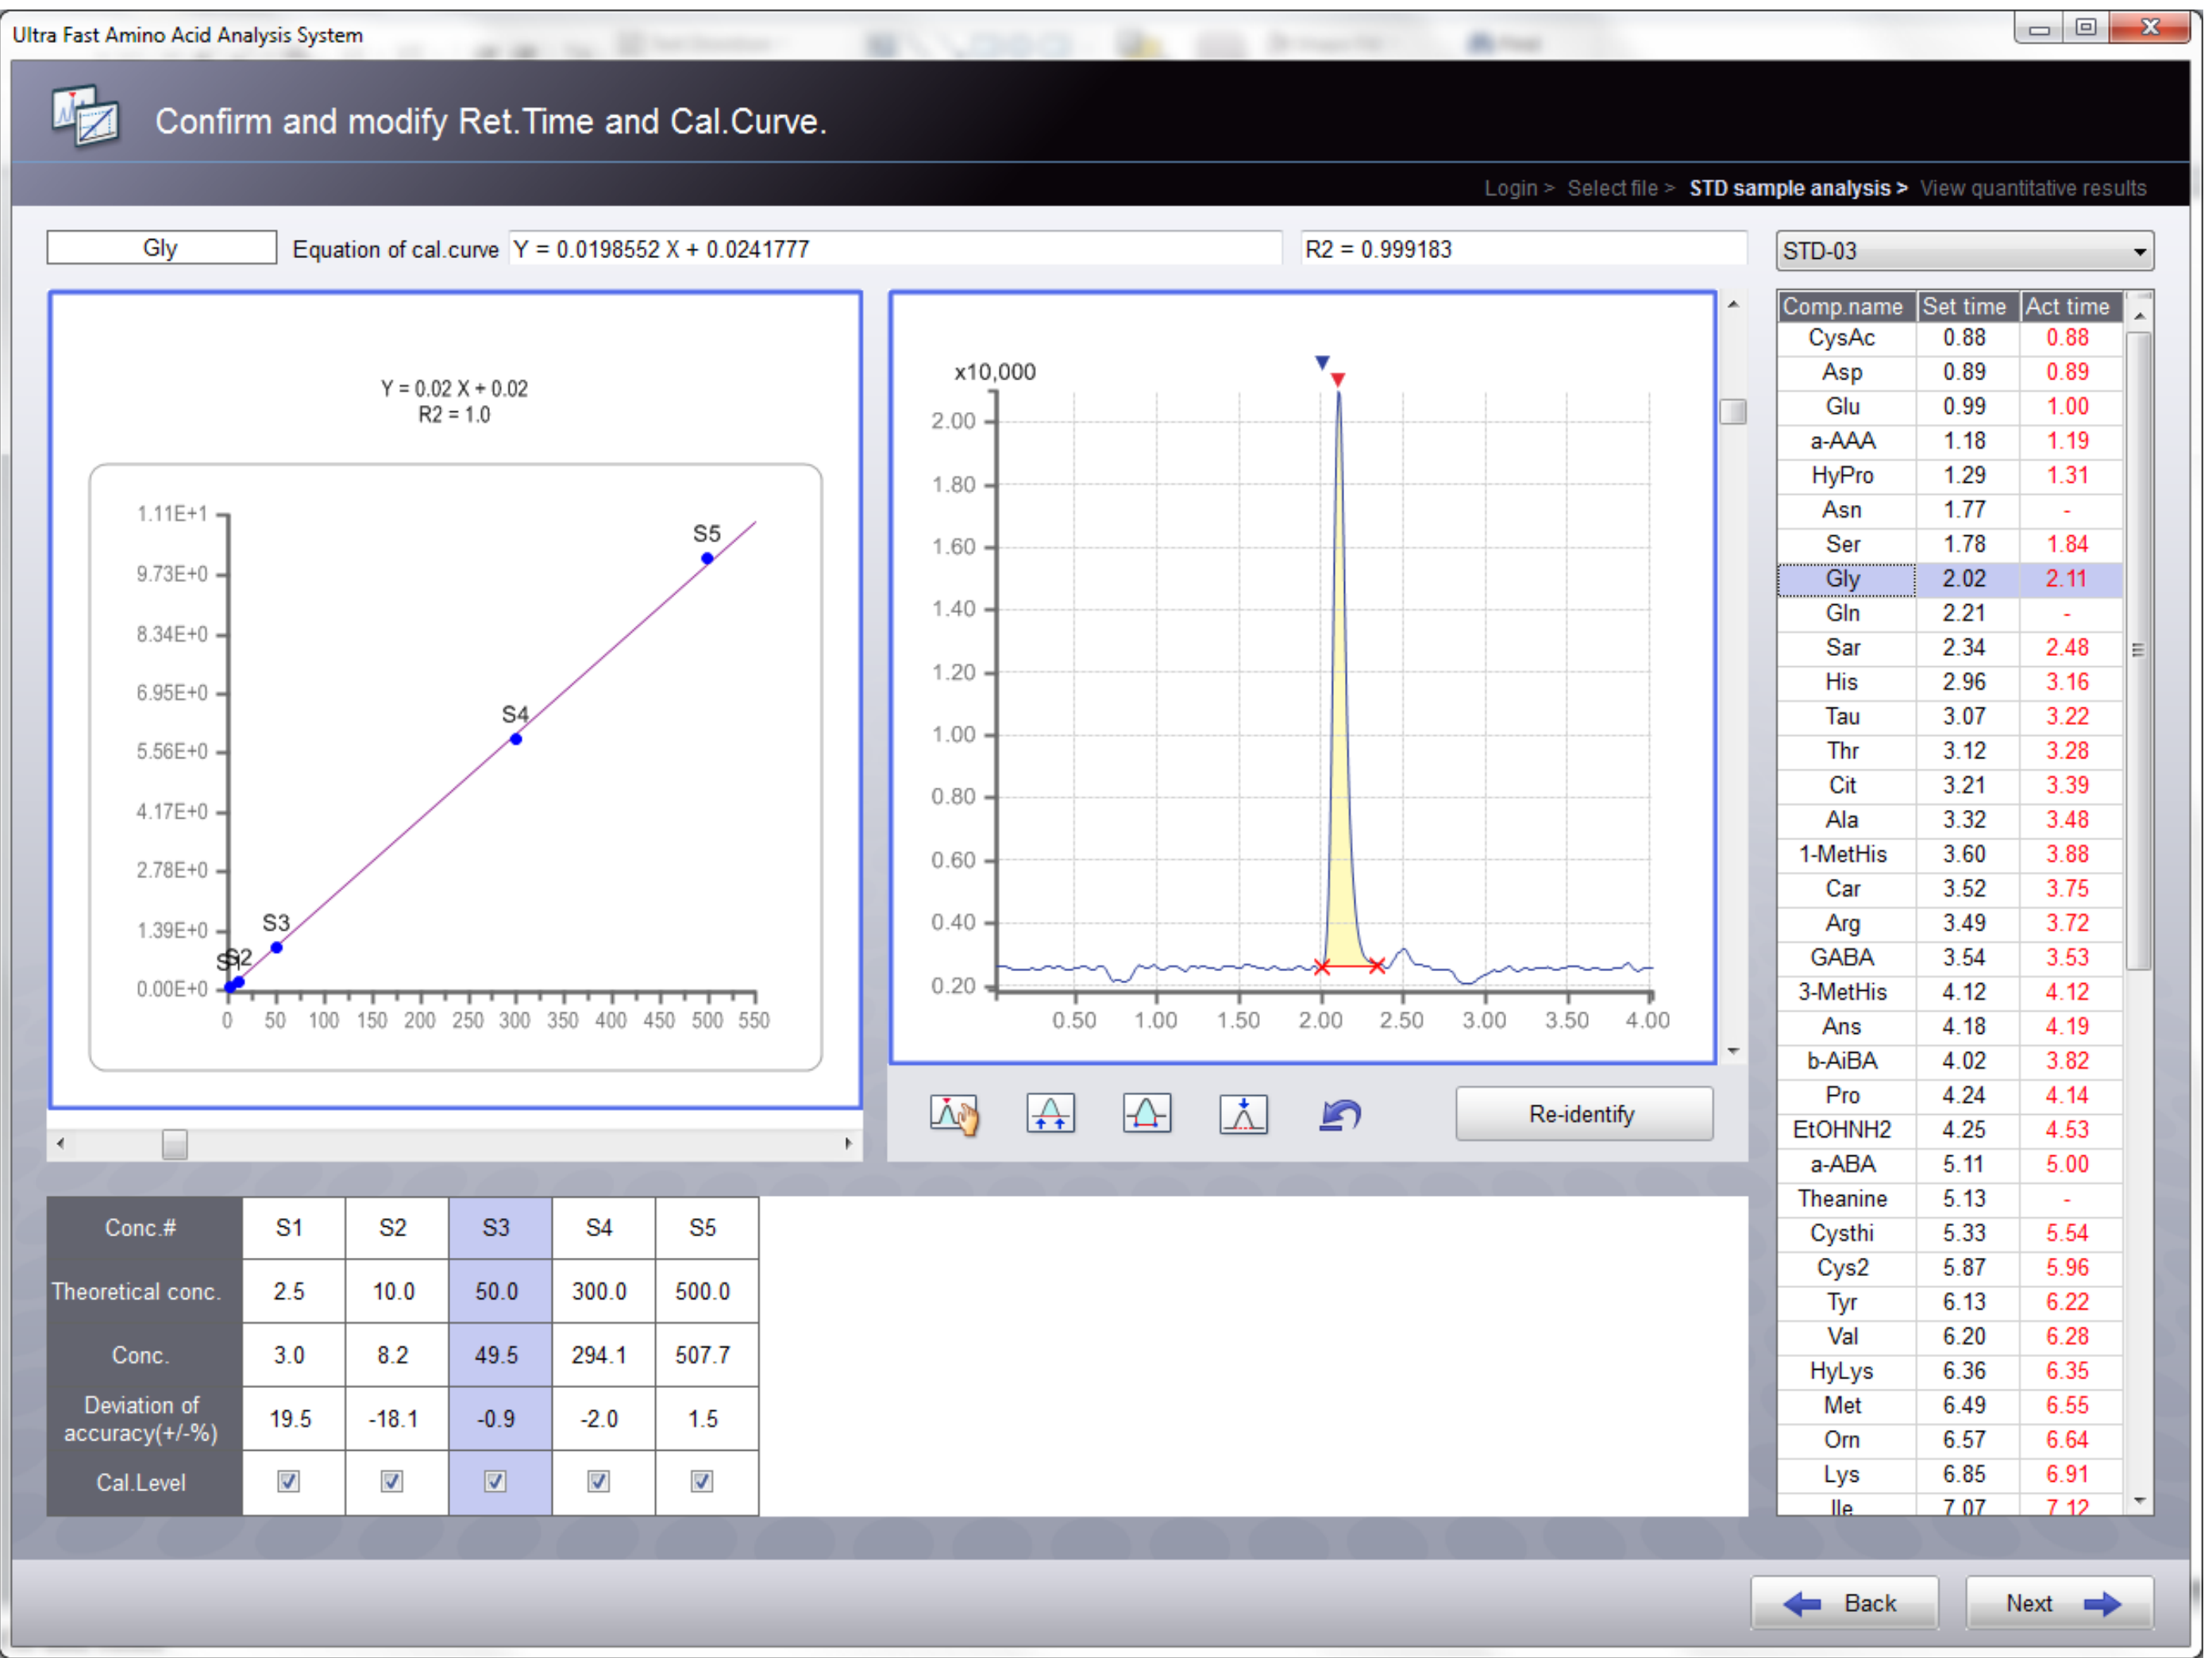 Ultra Fast Amino Acid Analysis System
Confirm and modify Ret.Time and Cal.Curve.
Login > Select file > STD sample analysis > View quantitative results
Gly Equation of cal.curve Y = 0.0198552 X + 0.0241777 R2 = 0.999183 STD-03
Y = 0.02 X + 0.02
R2 = 1.0
1.11E+1
9.73E+0
8.34E+0
6.95E+0
5.56E+0
4.17E+0
2.78E+0
1.39E+0
0.00E+0
S5
S4
S3
S2
S1
0 50 100 150 200 250 300 350 400 450 500 550
x10,000
2.00
1.80
1.60
1.40
1.20
1.00
0.80
0.60
0.40
0.20
0.50 1.00 1.50 2.00 2.50 3.00 3.50 4.00
Re-identify
Comp.name Set time Act time
CysAc 0.88 0.88
Asp 0.89 0.89
Glu 0.99 1.00
a-AAA 1.18 1.19
HyPro 1.29 1.31
Asn 1.77 -
Ser 1.78 1.84
Gly 2.02 2.11
Gln 2.21 -
Sar 2.34 2.48
His 2.96 3.16
Tau 3.07 3.22
Thr 3.12 3.28
Cit 3.21 3.39
Ala 3.32 3.48
1-MetHis 3.60 3.88
Car 3.52 3.75
Arg 3.49 3.72
GABA 3.54 3.53
3-MetHis 4.12 4.12
Ans 4.18 4.19
b-AiBA 4.02 3.82
Pro 4.24 4.14
EtOHNH2 4.25 4.53
a-ABA 5.11 5.00
Theanine 5.13 -
Cysthi 5.33 5.54
Cys2 5.87 5.96
Tyr 6.13 6.22
Val 6.20 6.28
HyLys 6.36 6.35
Met 6.49 6.55
Orn 6.57 6.64
Lys 6.85 6.91
Ile 7.07 7.12
Conc.# S1 S2 S3 S4 S5
Theoretical conc. 2.5 10.0 50.0 300.0 500.0
Conc. 3.0 8.2 49.5 294.1 507.7
Deviation of
accuracy(+/-%) 19.5 -18.1 -0.9 -2.0 1.5
Cal.Level
Back Next